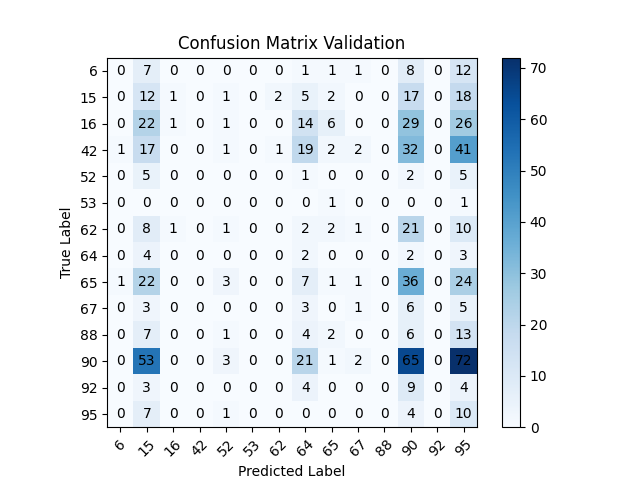 Confusion Matrix Validation
6 0 7 0 0 0 0 0 1 1 1 0 8 0 12
15 0 12 1 0 1 0 2 5 2 0 0 17 0 18
16 0 22 1 0 1 0 0 14 6 0 0 29 0 26
42 1 17 0 0 1 0 1 19 2 2 0 32 0 41
52 0 5 0 0 0 0 0 1 0 0 0 2 0 5
53 0 0 0 0 0 0 0 0 1 0 0 0 0 1
62 0 8 1 0 1 0 0 2 2 1 0 21 0 10
64 0 4 0 0 0 0 0 2 0 0 0 2 0 3
65 1 22 0 0 3 0 0 7 1 1 0 36 0 24
67 0 3 0 0 0 0 0 3 0 1 0 6 0 5
88 0 7 0 0 1 0 0 4 2 0 0 6 0 13
90 0 53 0 0 3 0 0 21 1 2 0 65 0 72
92 0 3 0 0 0 0 0 4 0 0 0 9 0 4
95 0 7 0 0 1 0 0 0 0 0 0 4 0 10
6 15 16 42 52 53 62 64 65 67 88 90 92 95
Predicted Label
True Label
70
60
50
40
30
20
10
0